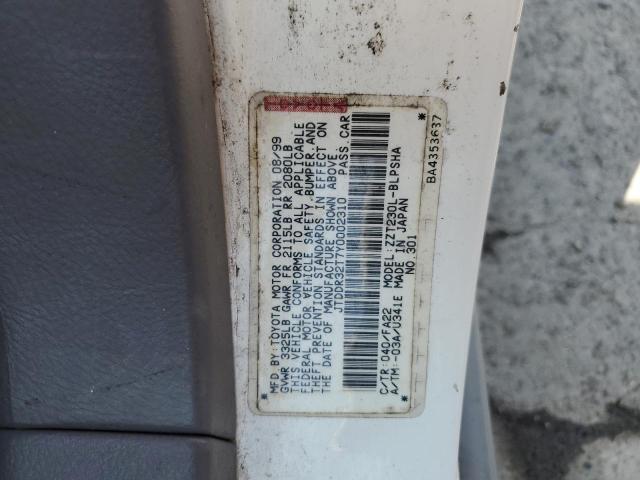 TOYOTA
MFD. BY: TOYOTA MOTOR CORPORATION 08/99
GVWR 3325LB GAWR FR 2115LB RR 2080LB
THIS VEHICLE CONFORMS TO ALL APPLICABLE
FEDERAL MOTOR VEHICLE SAFETY, BUMPER, AND
THEFT PREVENTION STANDARDS IN EFFECT ON
THE DATE OF MANUFACTURE SHOWN ABOVE.
JTDDR32T7Y0002310 PASS. CAR
C/TR: 040/FA22 MODEL: ZZT230L-BLPSHA
A/TM: -03A/U341E MADE IN JAPAN
NO. 301
* BA4353637 *